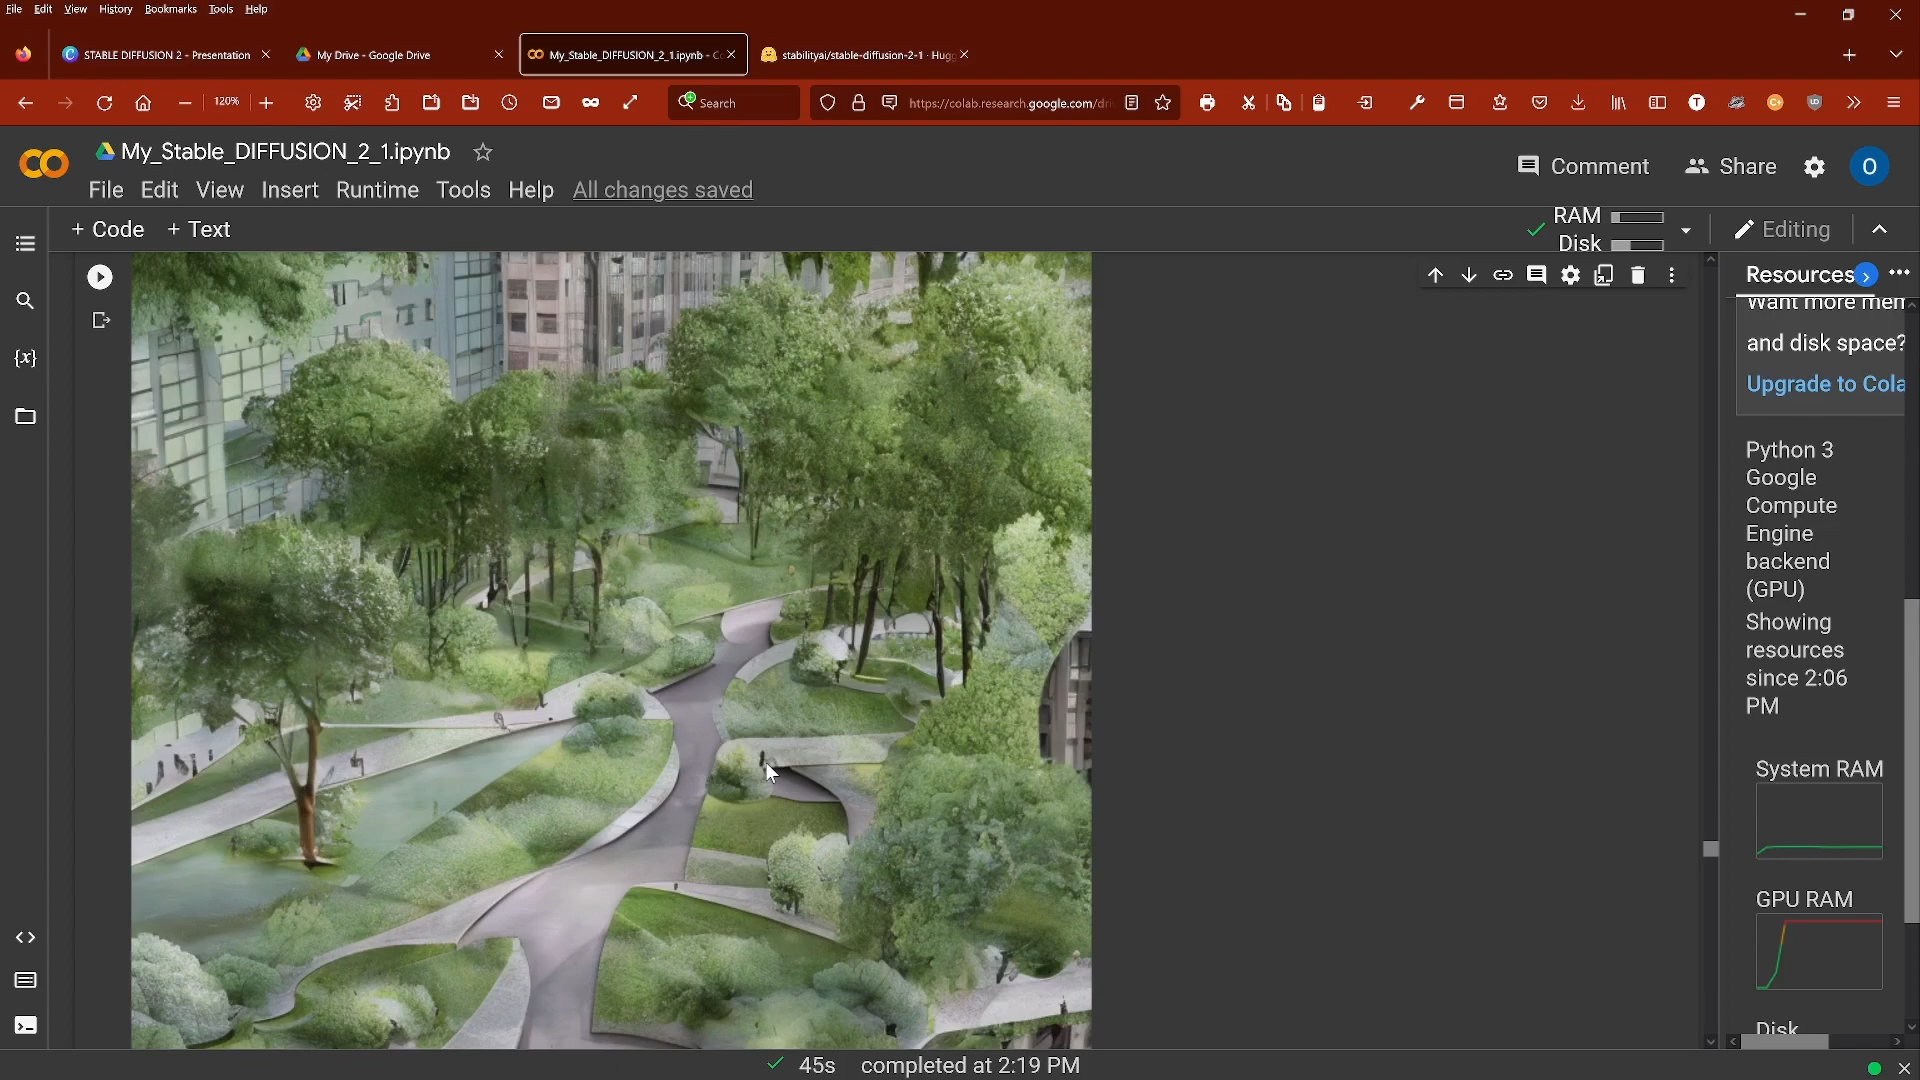 File Edit View History Bookmarks Tools Help
STABLE DIFFUSION 2 - Presentation
My Drive - Google Drive
My_Stable_DIFFUSION_2_1.ipynb - Co
stabilityai/stable-diffusion-2-1 · Hugg
120%
Search
https://colab.research.google.com/dri
My_Stable_DIFFUSION_2_1.ipynb
Comment
Share
O
File Edit View Insert Runtime Tools Help All changes saved
+ Code + Text
RAM
Disk
Editing
Resources
Want more mem
and disk space?
Upgrade to Cola
Python 3
Google
Compute
Engine
backend
(GPU)
Showing
resources
since 2:06
PM
System RAM
GPU RAM
Disk
45s completed at 2:19 PM